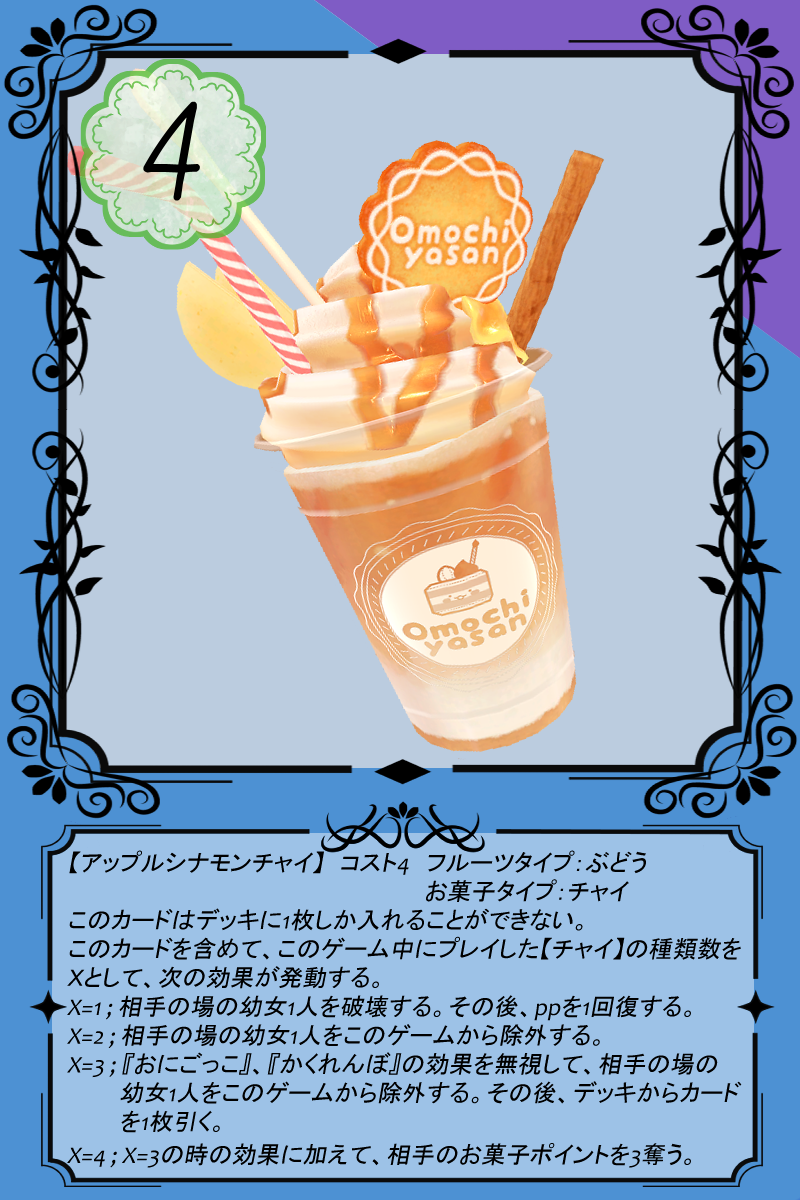 4
Omochi
yasan
Omochi
yasan
【アップルシナモンチャイ】 コスト4 フルーツタイプ：ぶどう
お菓子タイプ：チャイ
このカードはデッキに1枚しか入れることができない。
このカードを含めて、このゲーム中にプレイした【チャイ】の種類数を
Xとして、次の効果が発動する。
X=1 ; 相手の場の幼女1人を破壊する。その後、ppを1回復する。
X=2 ; 相手の場の幼女1人をこのゲームから除外する。
X=3 ; 『おにごっこ』、『かくれんぼ』の効果を無視して、相手の場の
幼女1人をこのゲームから除外する。その後、デッキからカード
を1枚引く。
X=4 ; X=3の時の効果に加えて、相手のお菓子ポイントを3奪う。